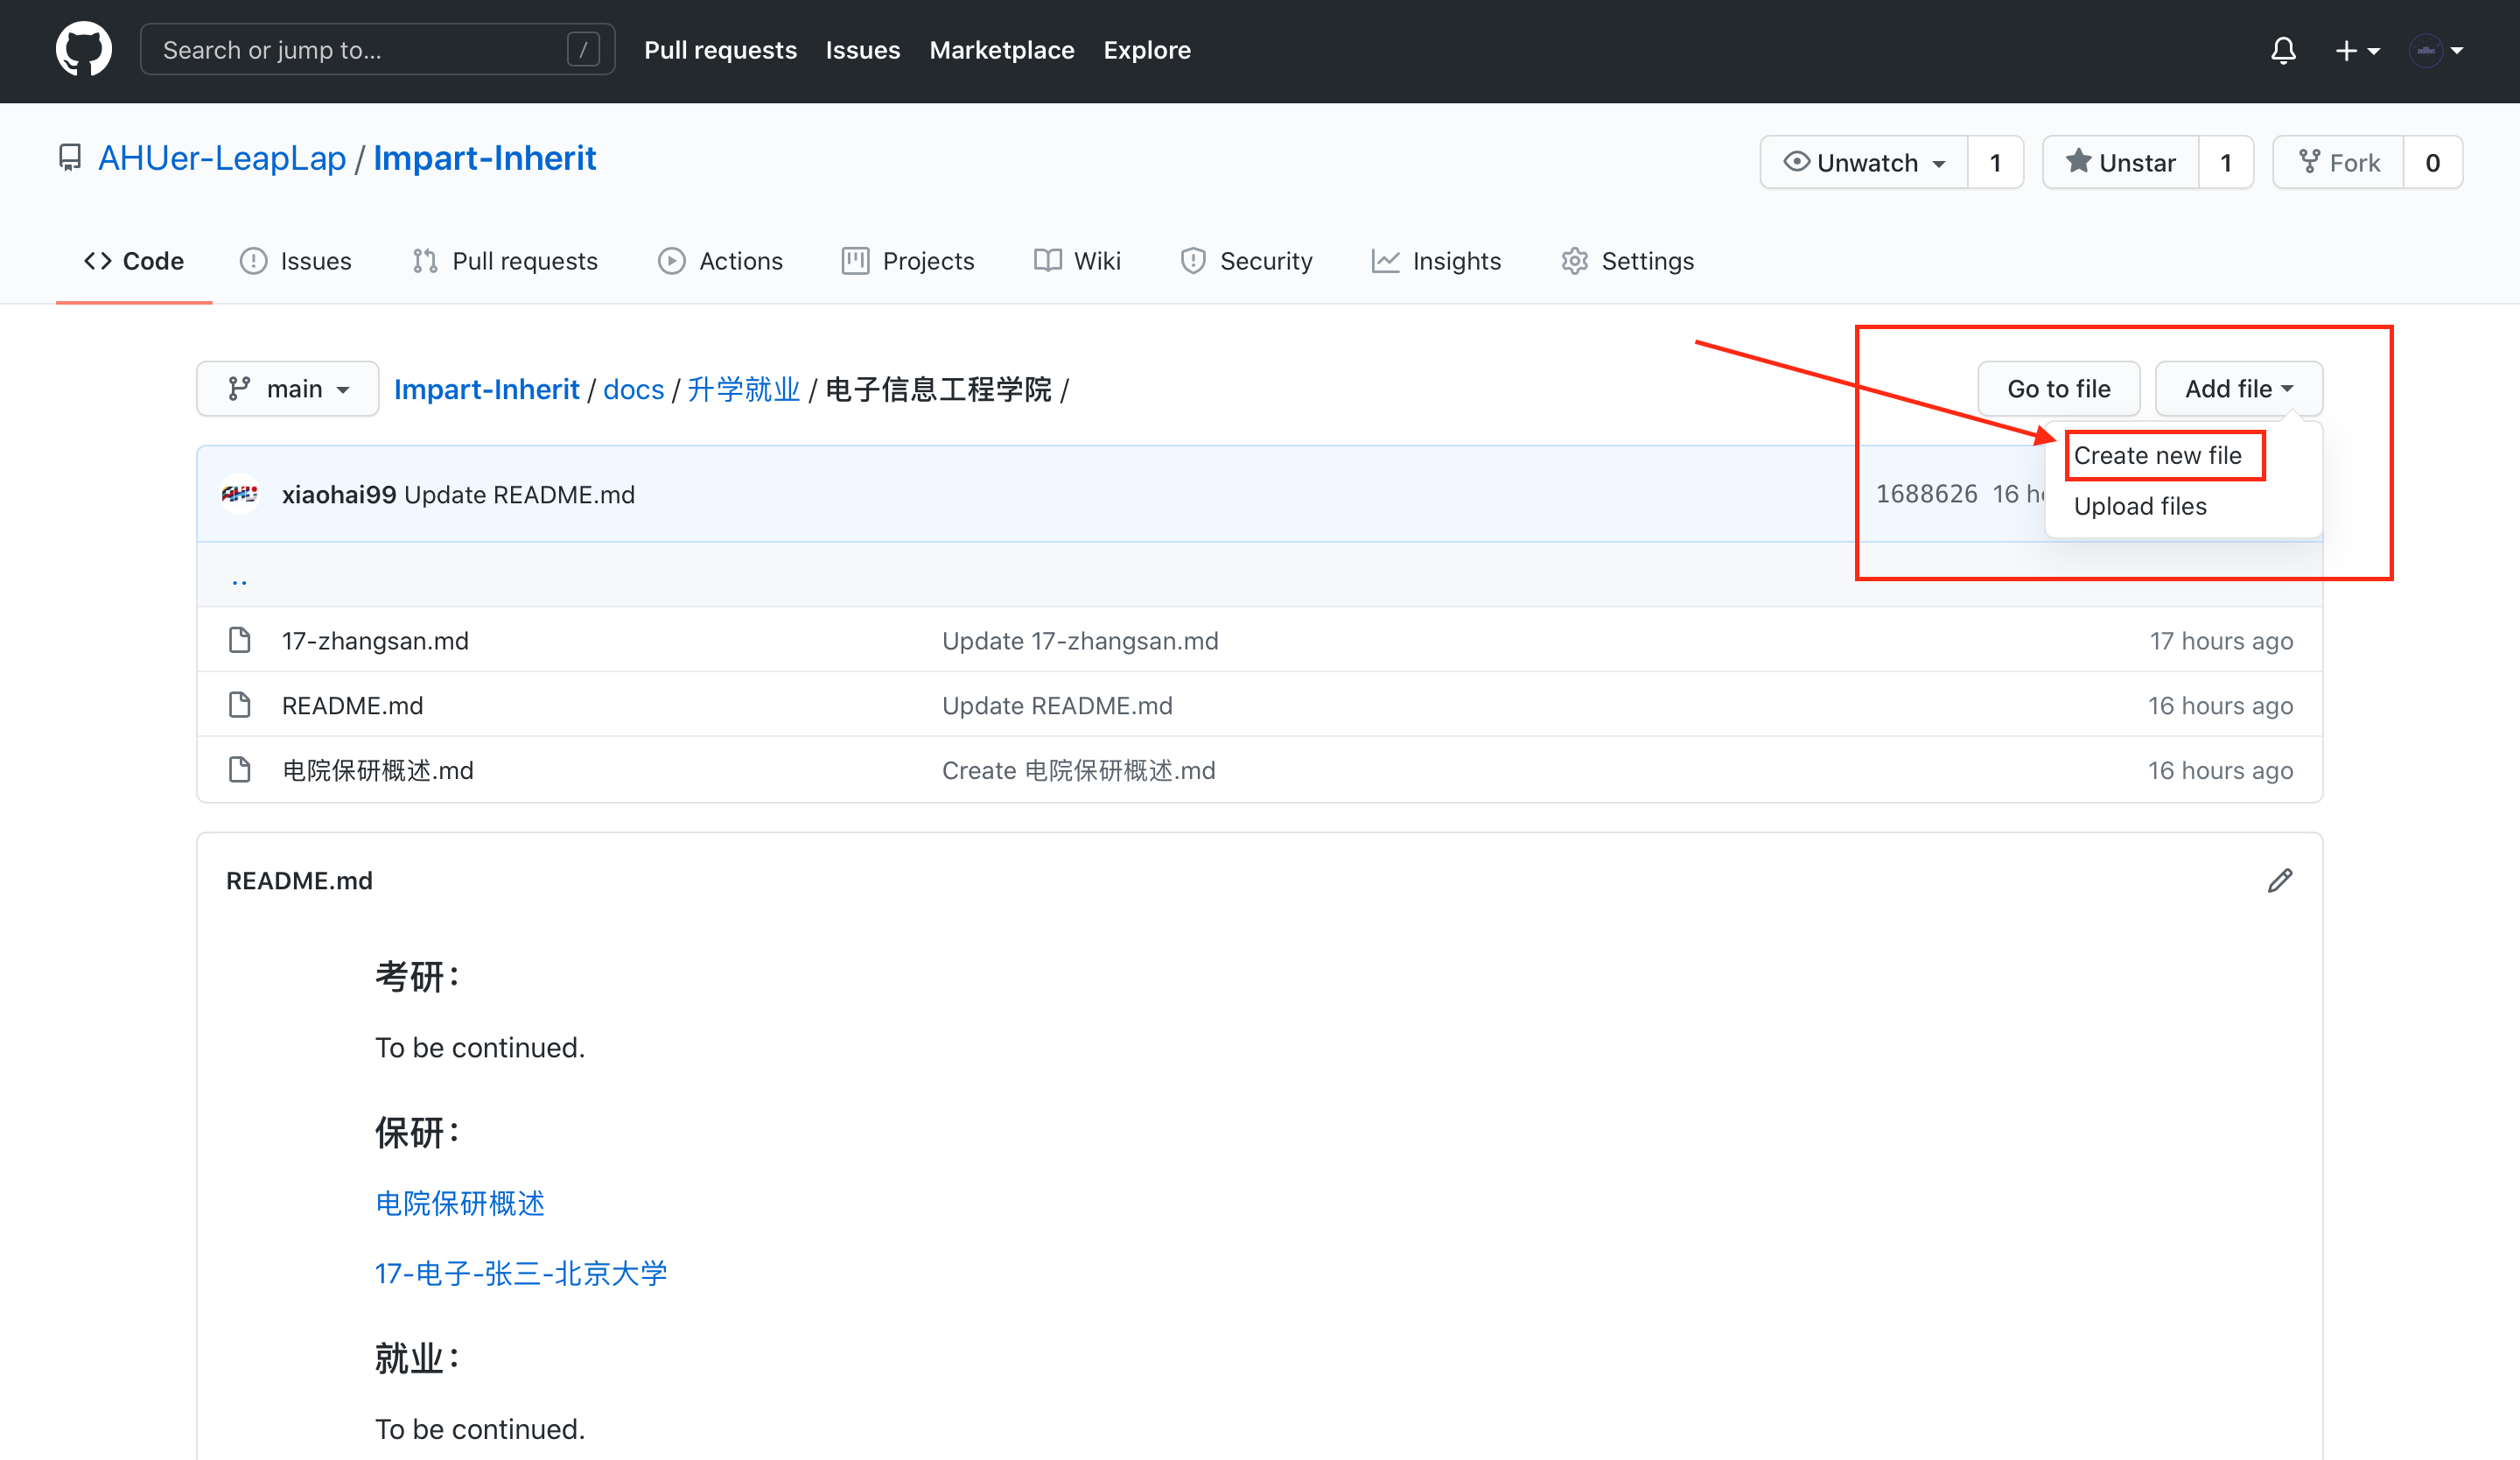 Search or jump to... / Pull requests Issues Marketplace Explore
AHUer-LeapLap / Impart-Inherit Unwatch 1 Unstar 1 Fork 0
Code Issues Pull requests Actions Projects Wiki Security Insights Settings
main Impart-Inherit / docs / 升学就业 / 电子信息工程学院 / Go to file Add file
Create new file
xiaohai99 Update README.md 1688626 16
Upload files
..
17-zhangsan.md Update 17-zhangsan.md 17 hours ago
README.md Update README.md 16 hours ago
电院保研概述.md Create 电院保研概述.md 16 hours ago
README.md
考研：
To be continued.
保研：
电院保研概述
17-电子-张三-北京大学
就业：
To be continued.